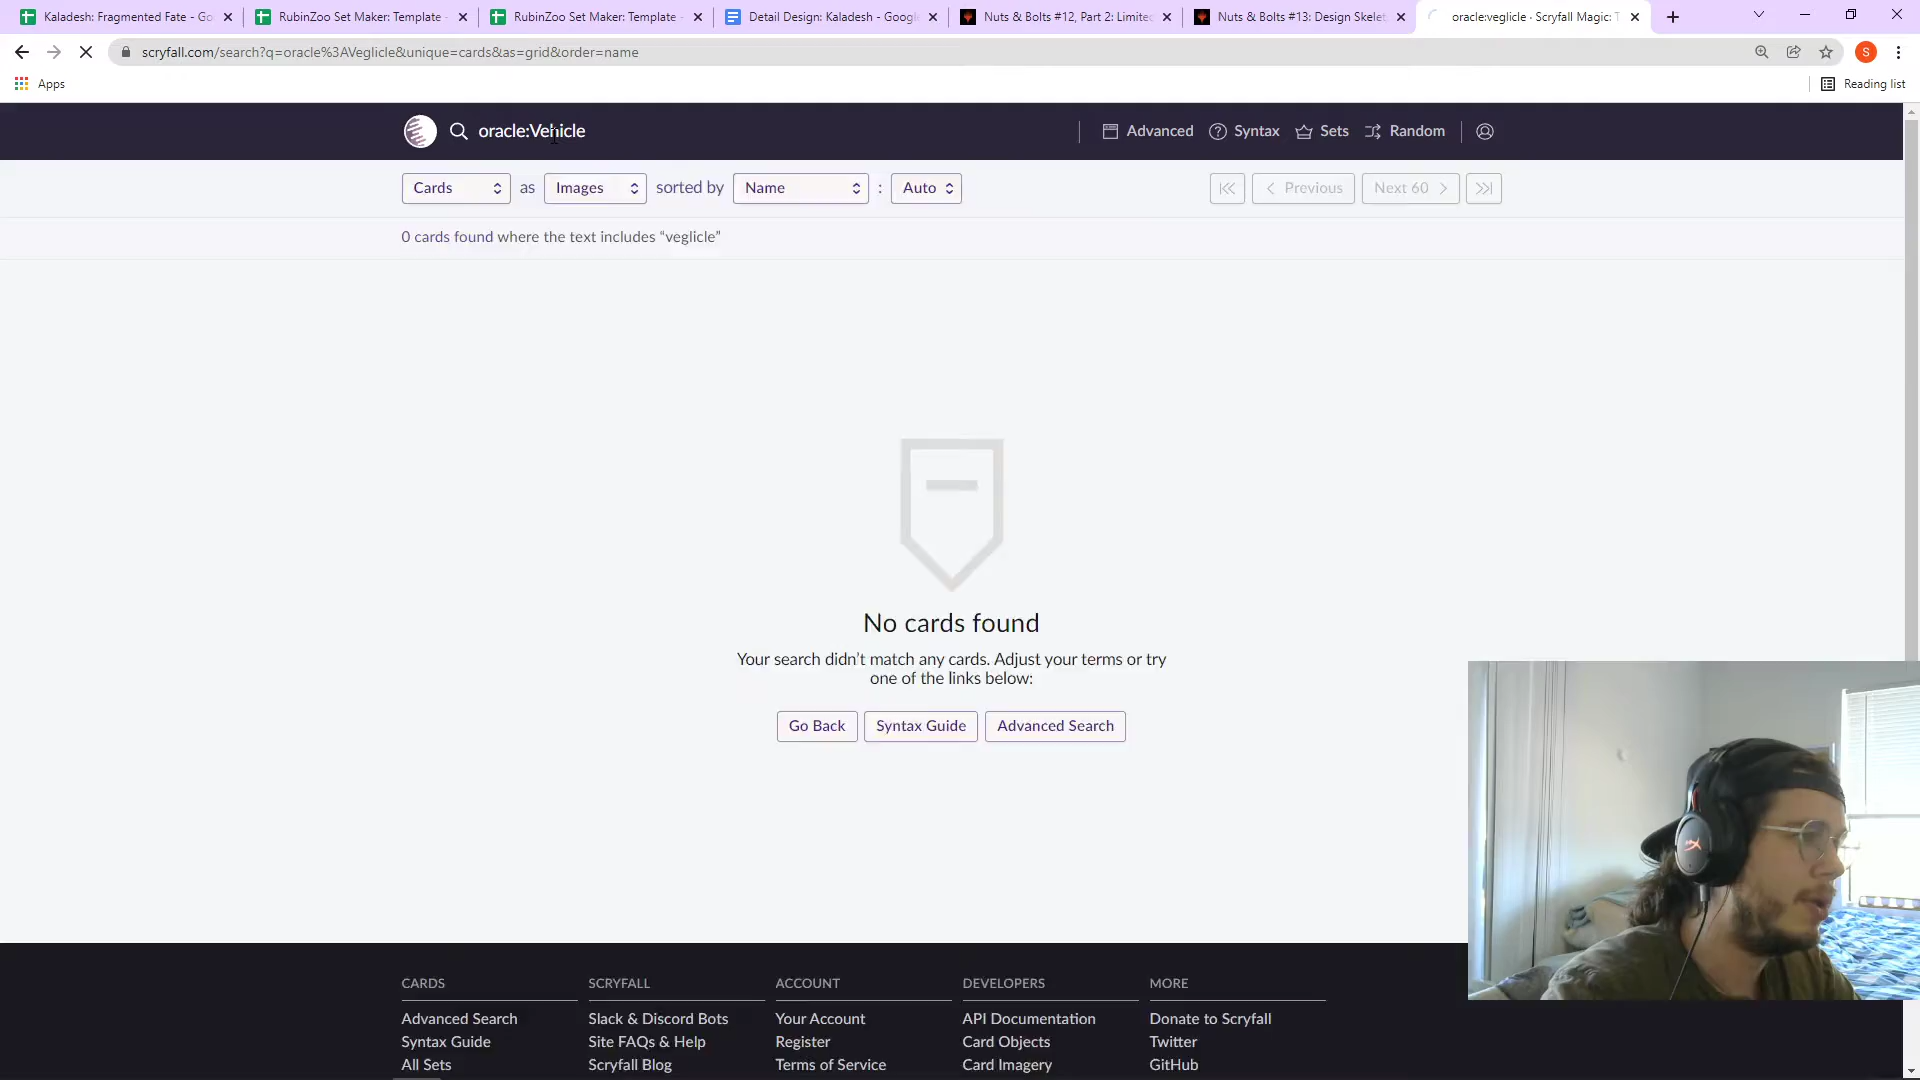 Kaladesh: Fragmented Fate - Go
RubinZoo Set Maker: Template -
RubinZoo Set Maker: Template -
Detail Design: Kaladesh - Google
Nuts & Bolts #12, Part 2: Limited
Nuts & Bolts #13: Design Skelet
oracle:veglicle · Scryfall Magic: T
scryfall.com/search?q=oracle%3AVeglicle&unique=cards&as=grid&order=name
S
Apps
Reading list
oracle:Vehicle
Advanced
Syntax
Sets
Random
Cards
as
Images
sorted by
Name
:
Auto
Previous
Next 60
0 cards found where the text includes “veglicle”
No cards found
Your search didn’t match any cards. Adjust your terms or try
one of the links below:
Go Back
Syntax Guide
Advanced Search
CARDS
Advanced Search
Syntax Guide
All Sets
SCRYFALL
Slack & Discord Bots
Site FAQs & Help
Scryfall Blog
ACCOUNT
Your Account
Register
Terms of Service
DEVELOPERS
API Documentation
Card Objects
Card Imagery
MORE
Donate to Scryfall
Twitter
GitHub